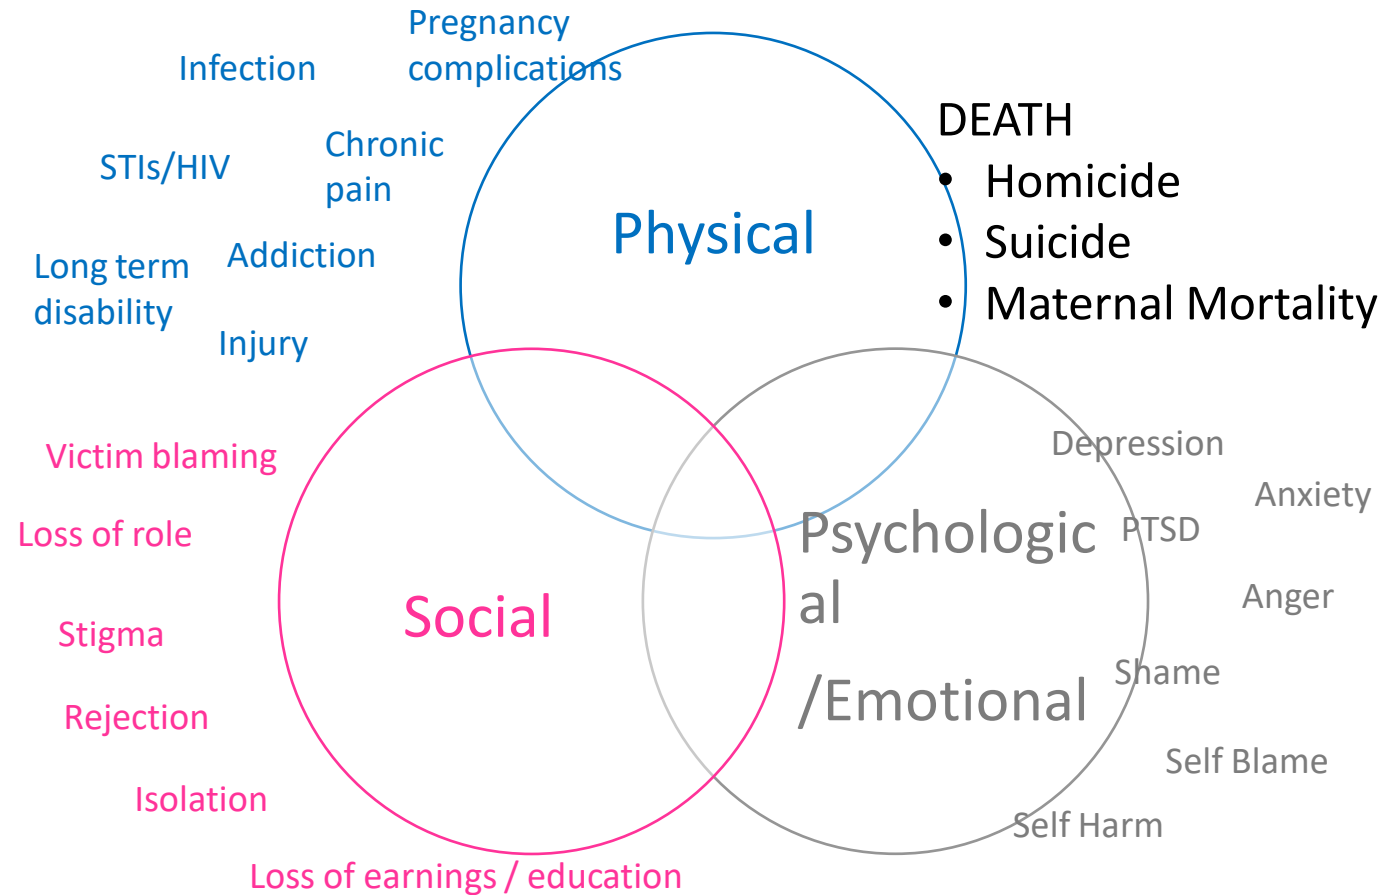 Pregnancy
complications
Infection
Chronic
pain
STIs/HIV
Addiction
Long term
disability
Injury
Physical
DEATH
• Homicide
• Suicide
• Maternal Mortality
Victim blaming
Loss of role
Stigma
Rejection
Isolation
Loss of earnings / education
Social
Psychologic
al
/Emotional
Depression
Anxiety
PTSD
Anger
Shame
Self Blame
Self Harm